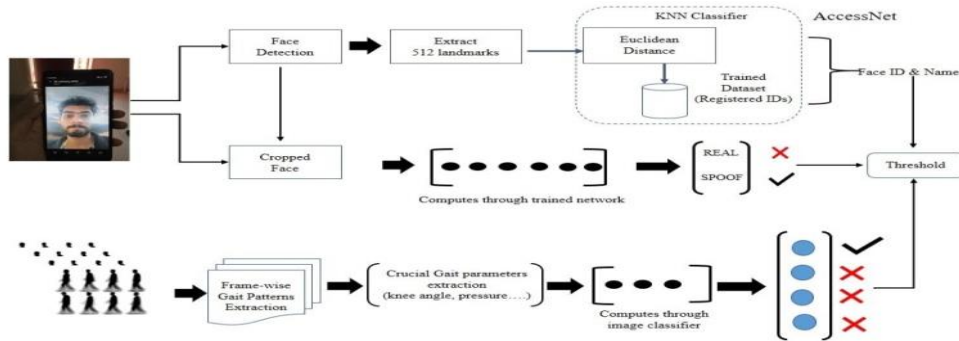 KNN Classifier
AccessNet
Face
Detection
Extract
512 landmarks
Euclidean
Distance
Trained
Dataset
(Registered IDs)
Face ID & Name
Cropped
Face
REAL
SPOOF
Threshold
Computes through trained network
Frame-wise
Gait Patterns
Extraction
Crucial Gait parameters
extraction
(knee angle, pressure....)
Computes through
image classifier